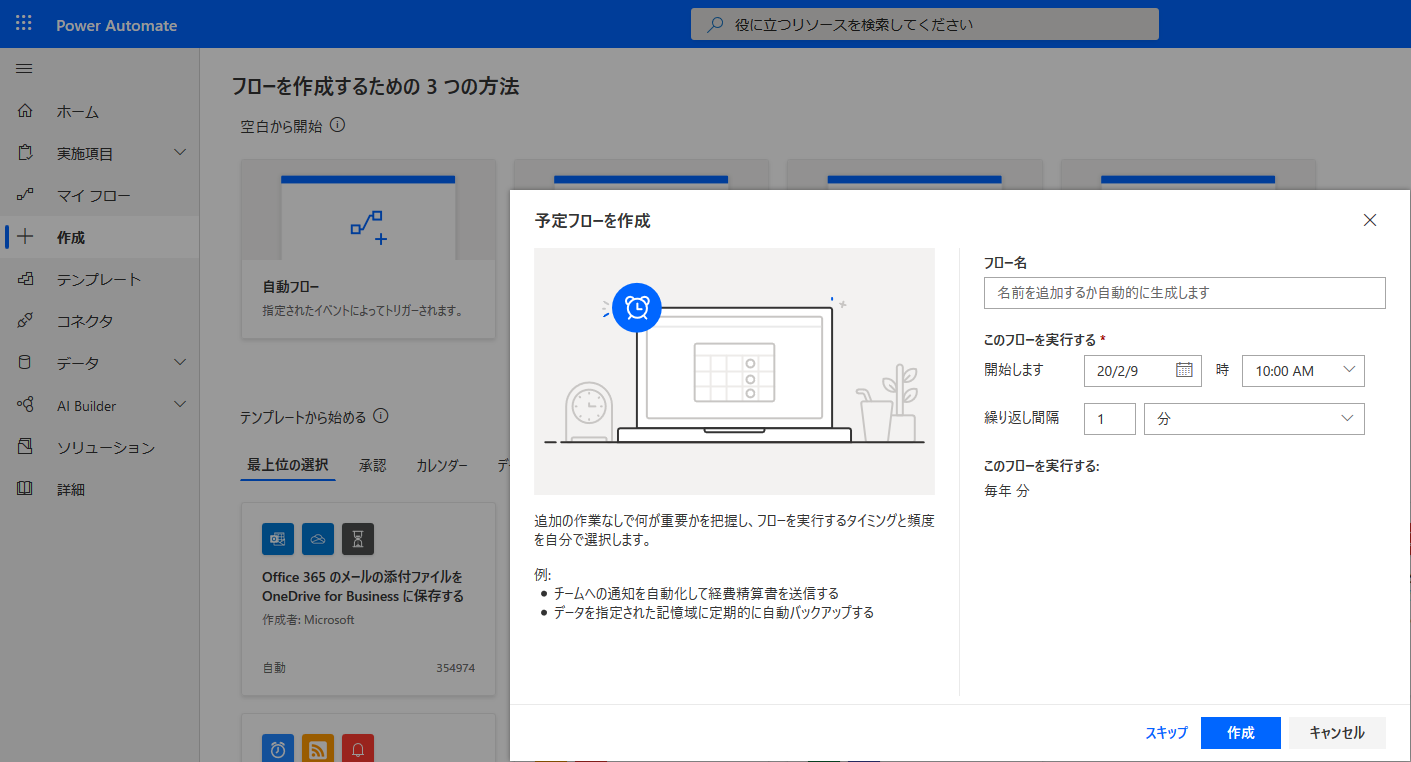 Power Automate
役に立つリソースを検索してください
ホーム
実施項目
マイ フロー
作成
テンプレート
コネクタ
データ
AI Builder
ソリューション
詳細
フローを作成するための 3 つの方法
空白から開始
自動フロー
指定されたイベントによってトリガーされます。
テンプレートから始める
最上位の選択
承認
カレンダー
Office 365 のメールの添付ファイルを
OneDrive for Business に保存する
作成者: Microsoft
自動
354974
予定フローを作成
追加の作業なしで何が重要かを把握し、フローを実行するタイミングと頻度
を自分で選択します。
例:
● チームへの通知を自動化して経費精算書を送信する
● データを指定された記憶域に定期的に自動バックアップする
フロー名
名前を追加するか自動的に生成します
このフローを実行する *
開始します
20/2/9
時
10:00 AM
繰り返し間隔
1
分
このフローを実行する:
毎年 分
スキップ
作成
キャンセル